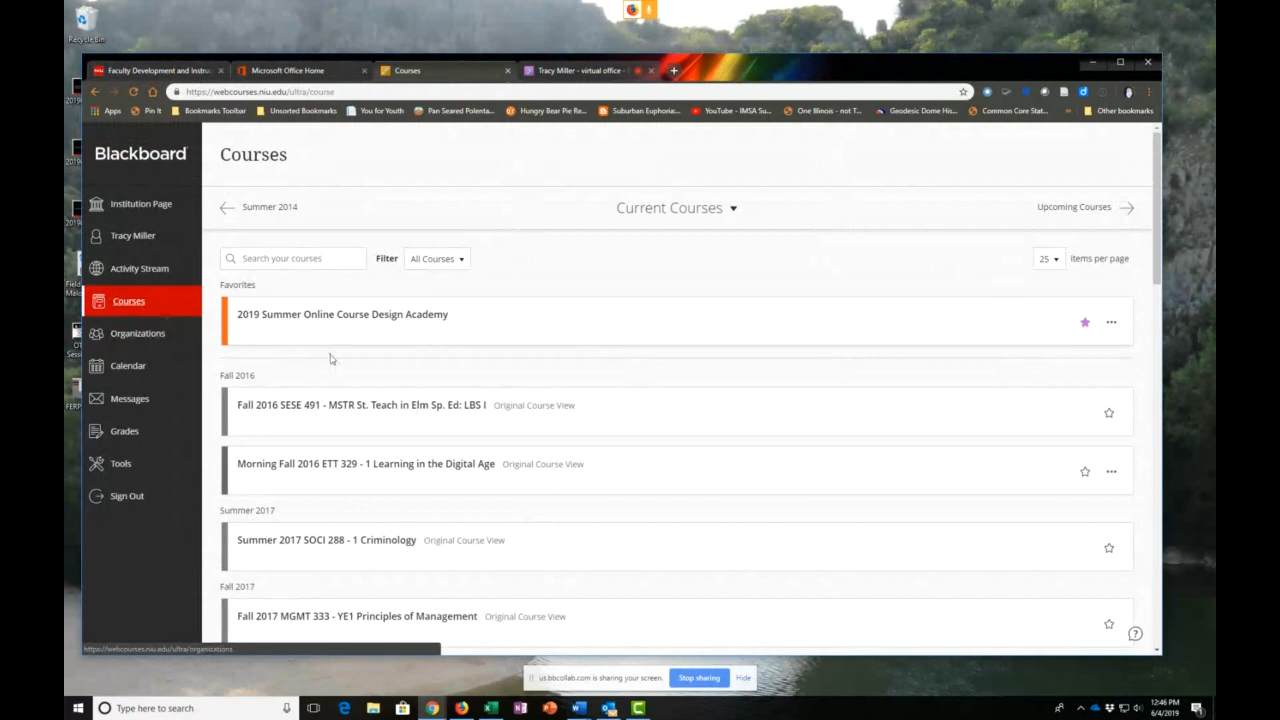 Recycle Bin
Faculty Development and Instruc
Microsoft Office Home
Courses
Tracy Miller - virtual office -
https://webcourses.niu.edu/ultra/course
Apps
Pin It
Bookmarks Toolbar
Unsorted Bookmarks
You for Youth
Pan Seared Polenta...
Hungry Bear Pie Re...
Suburban Euphoria...
YouTube - IMSA Su...
One Illinois - not T...
Geodesic Dome His...
Common Core Stat...
Other bookmarks
Blackboard
Institution Page
Tracy Miller
Activity Stream
Courses
Organizations
Calendar
Messages
Grades
Tools
Sign Out
Courses
Summer 2014
Current Courses
Upcoming Courses
Search your courses
Filter
All Courses
25
items per page
Favorites
2019 Summer Online Course Design Academy
Fall 2016
Fall 2016 SESE 491 - MSTR St. Teach in Elm Sp. Ed: LBS I Original Course View
Morning Fall 2016 ETT 329 - 1 Learning in the Digital Age Original Course View
Summer 2017
Summer 2017 SOCI 288 - 1 Criminology Original Course View
Fall 2017
Fall 2017 MGMT 333 - YE1 Principles of Management Original Course View
https://webcourses.niu.edu/ultra/organizations
us.bbcollab.com is sharing your screen.
Stop sharing
Hide
Type here to search
12:46 PM
6/4/2019